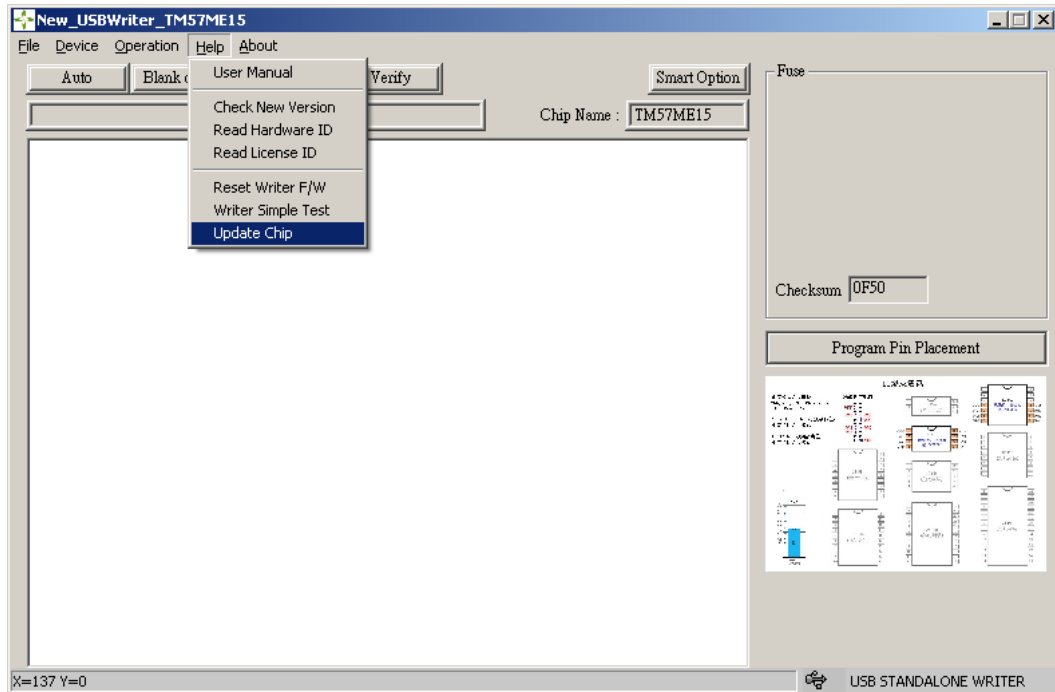 New_USBWriter_TM57ME15
File Device Operation Help About
Auto
Blank
Verify
Smart Option
Chip Name : TM57ME15
User Manual
Check New Version
Read Hardware ID
Read License ID
Reset Writer F/W
Writer Simple Test
Update Chip
Fuse
Checksum 0F50
Program Pin Placement
X=137 Y=0
USB STANDALONE WRITER